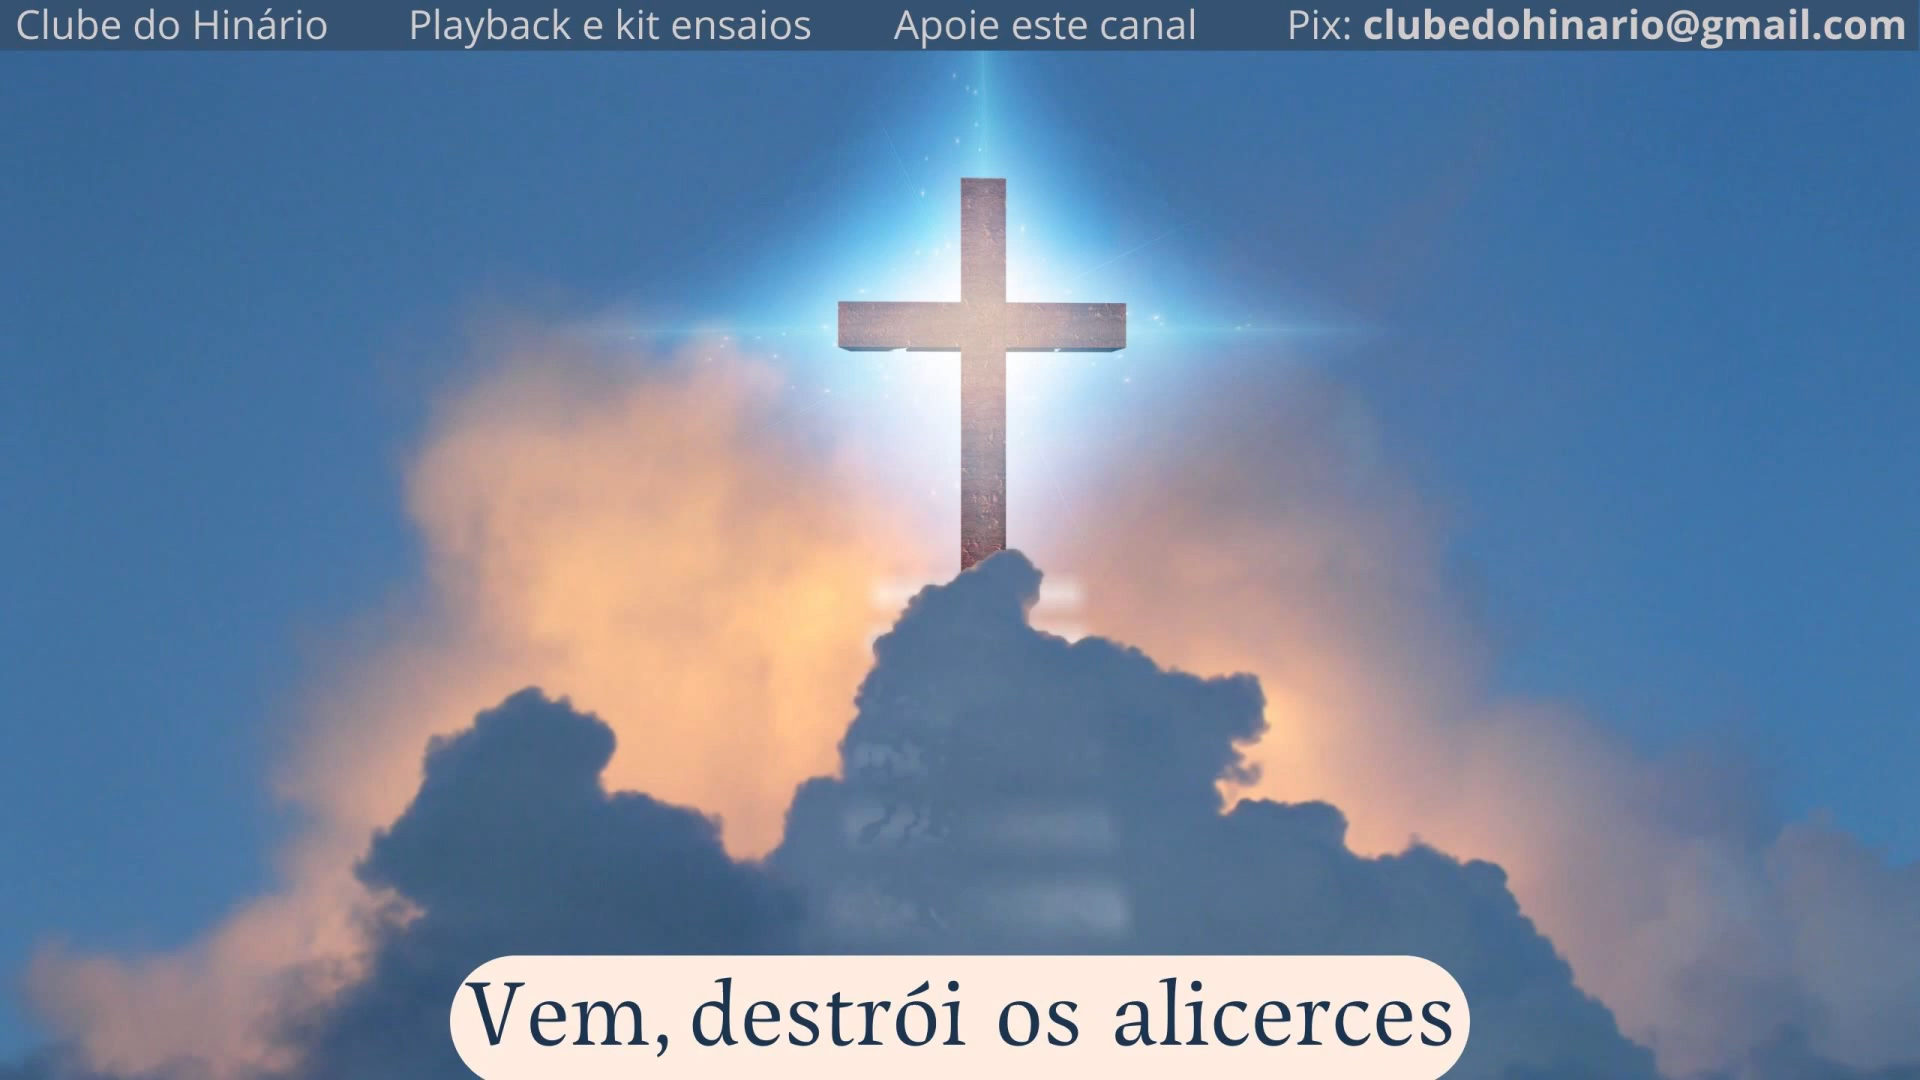 Clube do Hinário Playback e kit ensaios Apoie este canal Pix: clubedohinario@gmail.com
Vem, destrói os alicerces